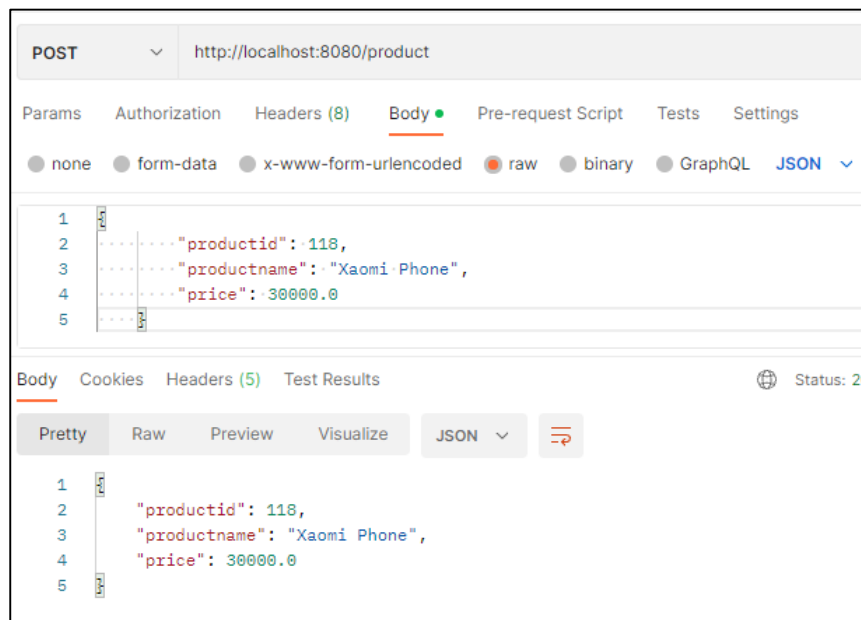 POST http://localhost:8080/product
Params Authorization Headers (8) Body Pre-request Script Tests Settings
none form-data x-www-form-urlencoded raw binary GraphQL JSON
1 {
2 "productid": 118,
3 "productname": "Xaomi Phone",
4 "price": 30000.0
5 }
Body Cookies Headers (5) Test Results Status: 2
Pretty Raw Preview Visualize JSON
1 {
2 "productid": 118,
3 "productname": "Xaomi Phone",
4 "price": 30000.0
5 }